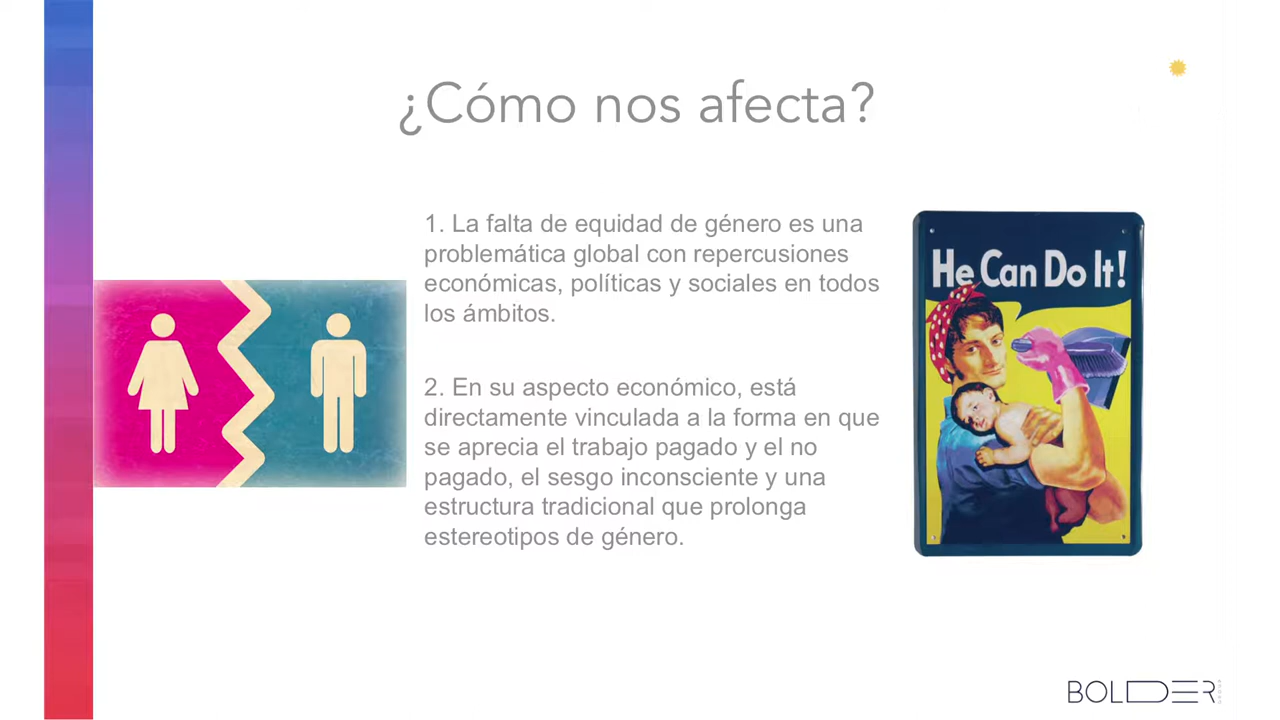 ¿Cómo nos afecta?
1. La falta de equidad de género es una
problemática global con repercusiones
económicas, políticas y sociales en todos
los ámbitos.
2. En su aspecto económico, está
directamente vinculada a la forma en que
se aprecia el trabajo pagado y el no
pagado, el sesgo inconsciente y una
estructura tradicional que prolonga
estereotipos de género.
He Can Do It!
BOLDER